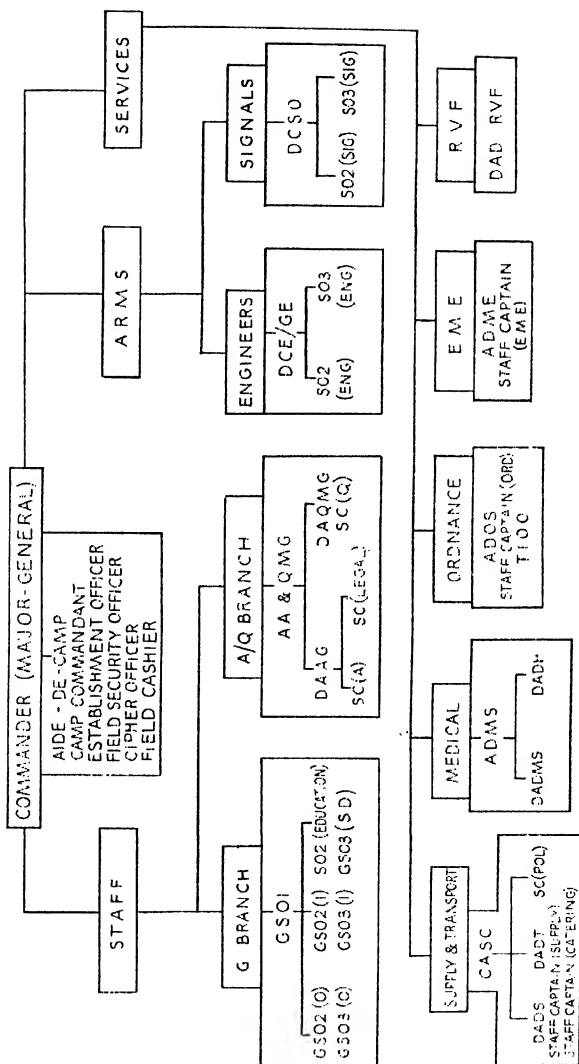 COMMANDER (MAJOR-GENERAL)
AIDE-DE-CAMP
CAMP COMMANDANT
ESTABLISHMENT OFFICER
FIELD SECURITY OFFICER
CIPHER OFFICER
FIELD CASHIER
STAFF
ARMS
SERVICES
G BRANCH
GSO1
GSO2(O) GSO2(I) SO2(EDUCATION)
GSO3(O) GSO3(I) GSO3(SD)
A/Q BRANCH
AA & QMG
DAAG DAQMG
SC(A) SC(LEGAL) SC(Q)
ENGINEERS
DCE/GE
SO2 SO3
(ENG) (ENG)
SIGNALS
DCSO
SO2(SIG) SO3(SIG)
SUPPLY & TRANSPORT
CASC
DADS DADT SC(POL)
STAFF CAPTAIN (SUPPLY)
STAFF CAPTAIN (CATERING)
MEDICAL
ADMS
DADMS DADH
ORDNANCE
ADOS
STAFF CAPTAIN(ORD)
TIOO
EME
ADME
STAFF CAPTAIN
(EME)
RVF
DAD RVF